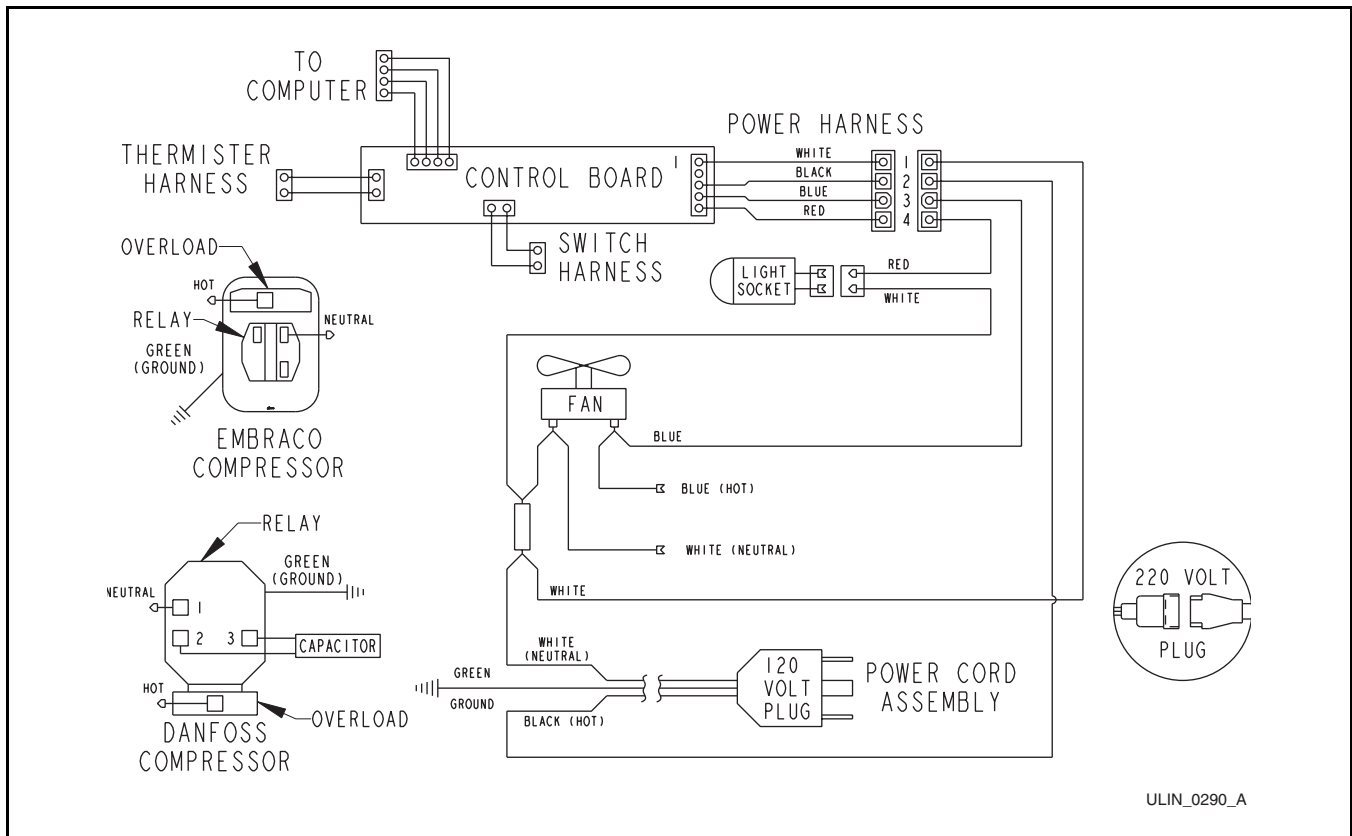 TO
COMPUTER
THERMISTER
HARNESS
CONTROL BOARD
1
POWER HARNESS
WHITE
BLACK
BLUE
RED
1
2
3
4
SWITCH
HARNESS
LIGHT
SOCKET
RED
WHITE
OVERLOAD
HOT
RELAY
NEUTRAL
GREEN
(GROUND)
EMBRACO
COMPRESSOR
FAN
BLUE
BLUE (HOT)
WHITE (NEUTRAL)
WHITE
RELAY
GREEN
(GROUND)
NEUTRAL
1
2
3
CAPACITOR
HOT
OVERLOAD
DANFOSS
COMPRESSOR
WHITE
(NEUTRAL)
GREEN
GROUND
BLACK (HOT)
120
VOLT
PLUG
POWER CORD
ASSEMBLY
220 VOLT
PLUG
ULIN_0290_A